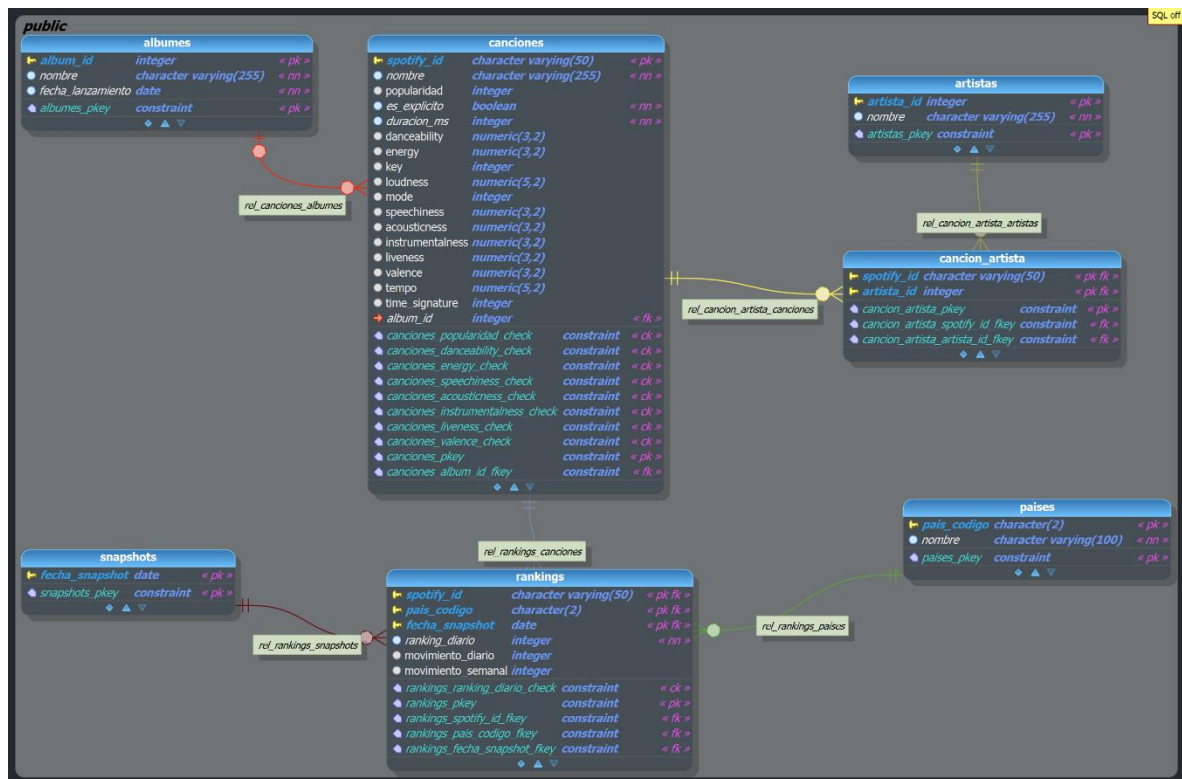 SQL off
public
albumes
album_id integer « pk »
nombre character varying(255) « nn »
fecha_lanzamiento date « nn »
albumes_pkey constraint « pk »
canciones
spotify_id character varying(50) « pk »
nombre character varying(255) « nn »
popularidad integer
es_explicito boolean « nn »
duracion_ms integer « nn »
danceability numeric(3,2)
energy numeric(3,2)
key integer
loudness numeric(5,2)
mode integer
speechiness numeric(3,2)
acousticness numeric(3,2)
instrumentalness numeric(3,2)
liveness numeric(3,2)
valence numeric(3,2)
tempo numeric(5,2)
time_signature integer
album_id integer « fk »
canciones_popularidad_check constraint « ck »
canciones_danceability_check constraint « ck »
canciones_energy_check constraint « ck »
canciones_speechiness_check constraint « ck »
canciones_acousticness_check constraint « ck »
canciones_instrumentalness_check constraint « ck »
canciones_liveness_check constraint « ck »
canciones_valence_check constraint « ck »
canciones_pkey constraint « pk »
canciones_album_id_fkey constraint « fk »
artistas
artista_id integer « pk »
nombre character varying(255) « nn »
artistas_pkey constraint « pk »
rel_canciones_albumes
rel_cancion_artista_artistas
cancion_artista
spotify_id character varying(50) « pk fk »
artista_id integer « pk fk »
cancion_artista_pkey constraint « pk »
cancion_artista_spotify_id_fkey constraint « fk »
cancion_artista_artista_id_fkey constraint « fk »
rel_cancion_artista_canciones
paises
pais_codigo character(2) « pk »
nombre character varying(100) « nn »
paises_pkey constraint « pk »
rel_rankings_canciones
snapshots
fecha_snapshot date « pk »
snapshots_pkey constraint « pk »
rankings
spotify_id character varying(50) « pk fk »
pais_codigo character(2) « pk fk »
fecha_snapshot date « pk fk »
ranking_diario integer « nn »
movimiento_diario integer
movimiento_semanal integer
rankings_ranking_diario_check constraint « ck »
rankings_pkey constraint « pk »
rankings_spotify_id_fkey constraint « fk »
rankings_pais_codigo_fkey constraint « fk »
rankings_fecha_snapshot_fkey constraint « fk »
rel_rankings_snapshots
rel_rankings_paises